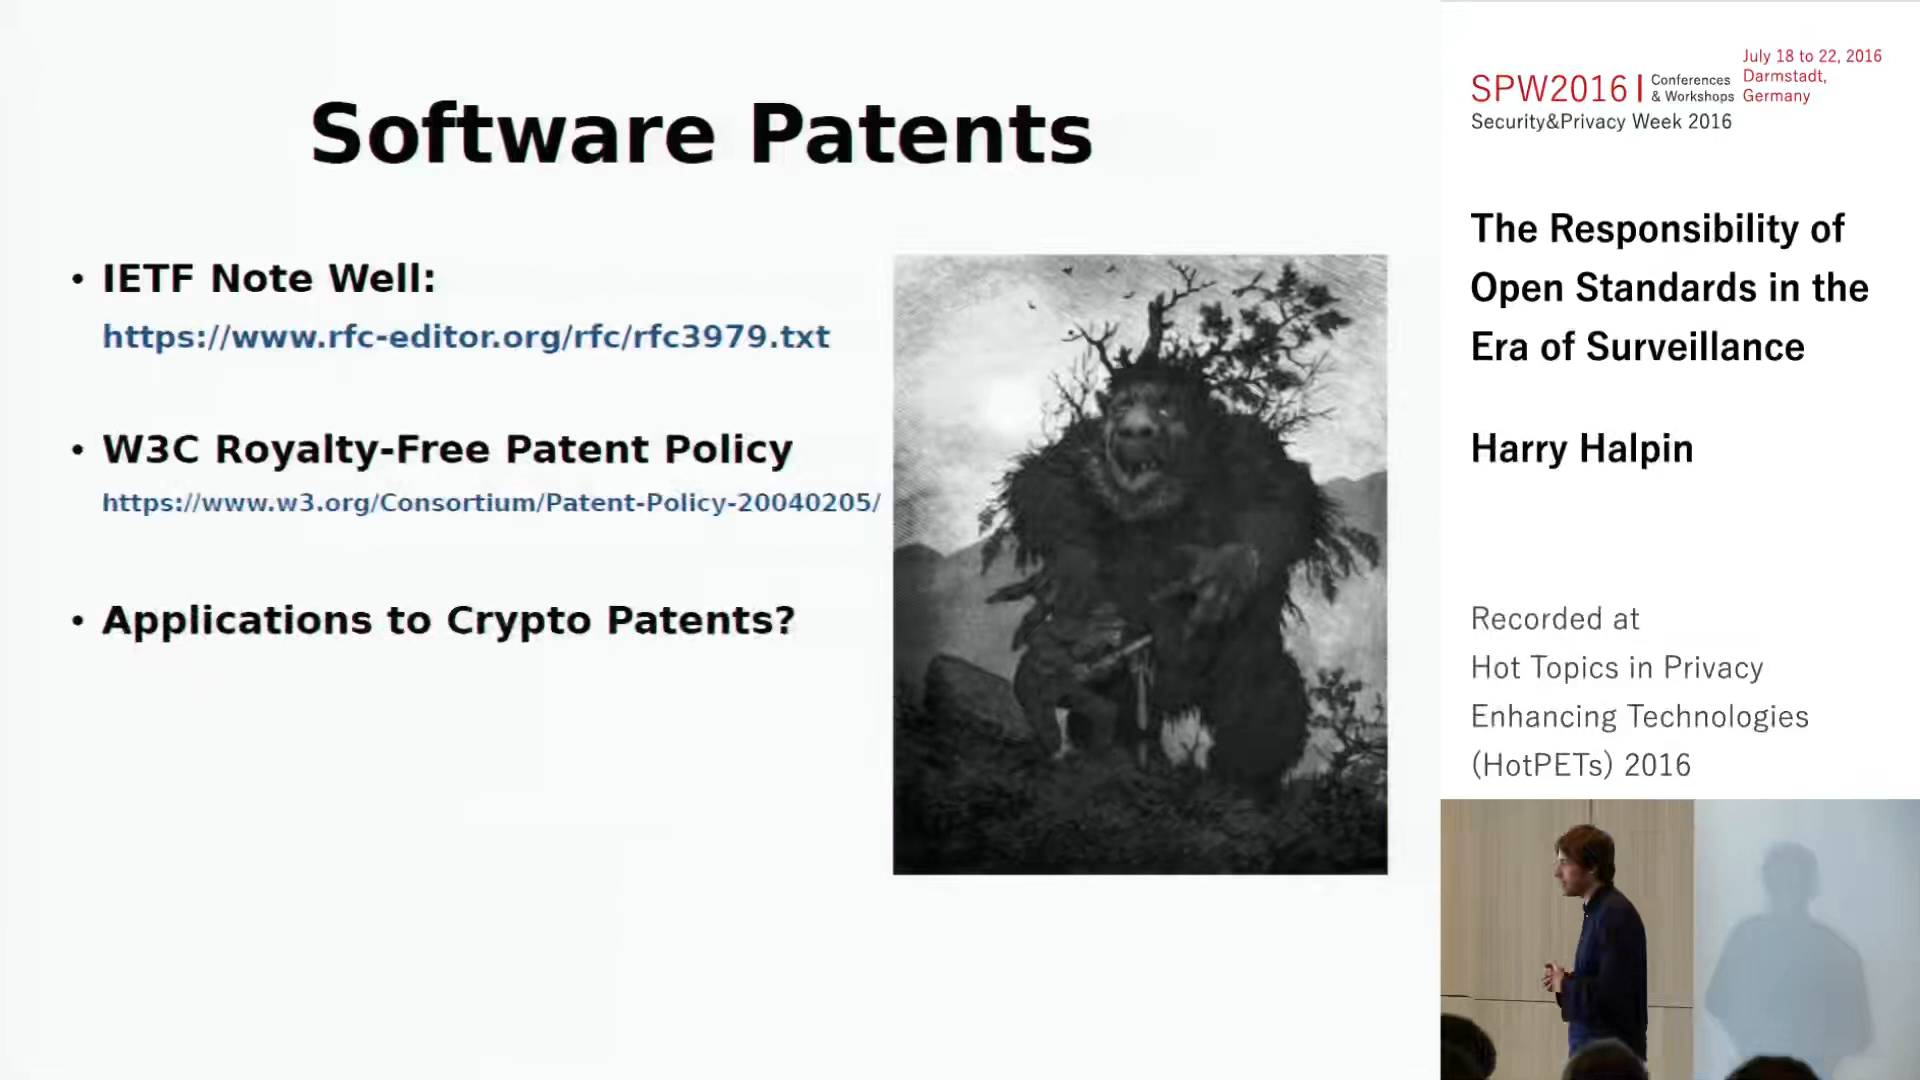 Software Patents
• IETF Note Well:
https://www.rfc-editor.org/rfc/rfc3979.txt
• W3C Royalty-Free Patent Policy
https://www.w3.org/Consortium/Patent-Policy-20040205/
• Applications to Crypto Patents?
SPW2016 | Conferences & Workshops
July 18 to 22, 2016
Darmstadt,
Germany
Security&Privacy Week 2016
The Responsibility of
Open Standards in the
Era of Surveillance
Harry Halpin
Recorded at
Hot Topics in Privacy
Enhancing Technologies
(HotPETs) 2016